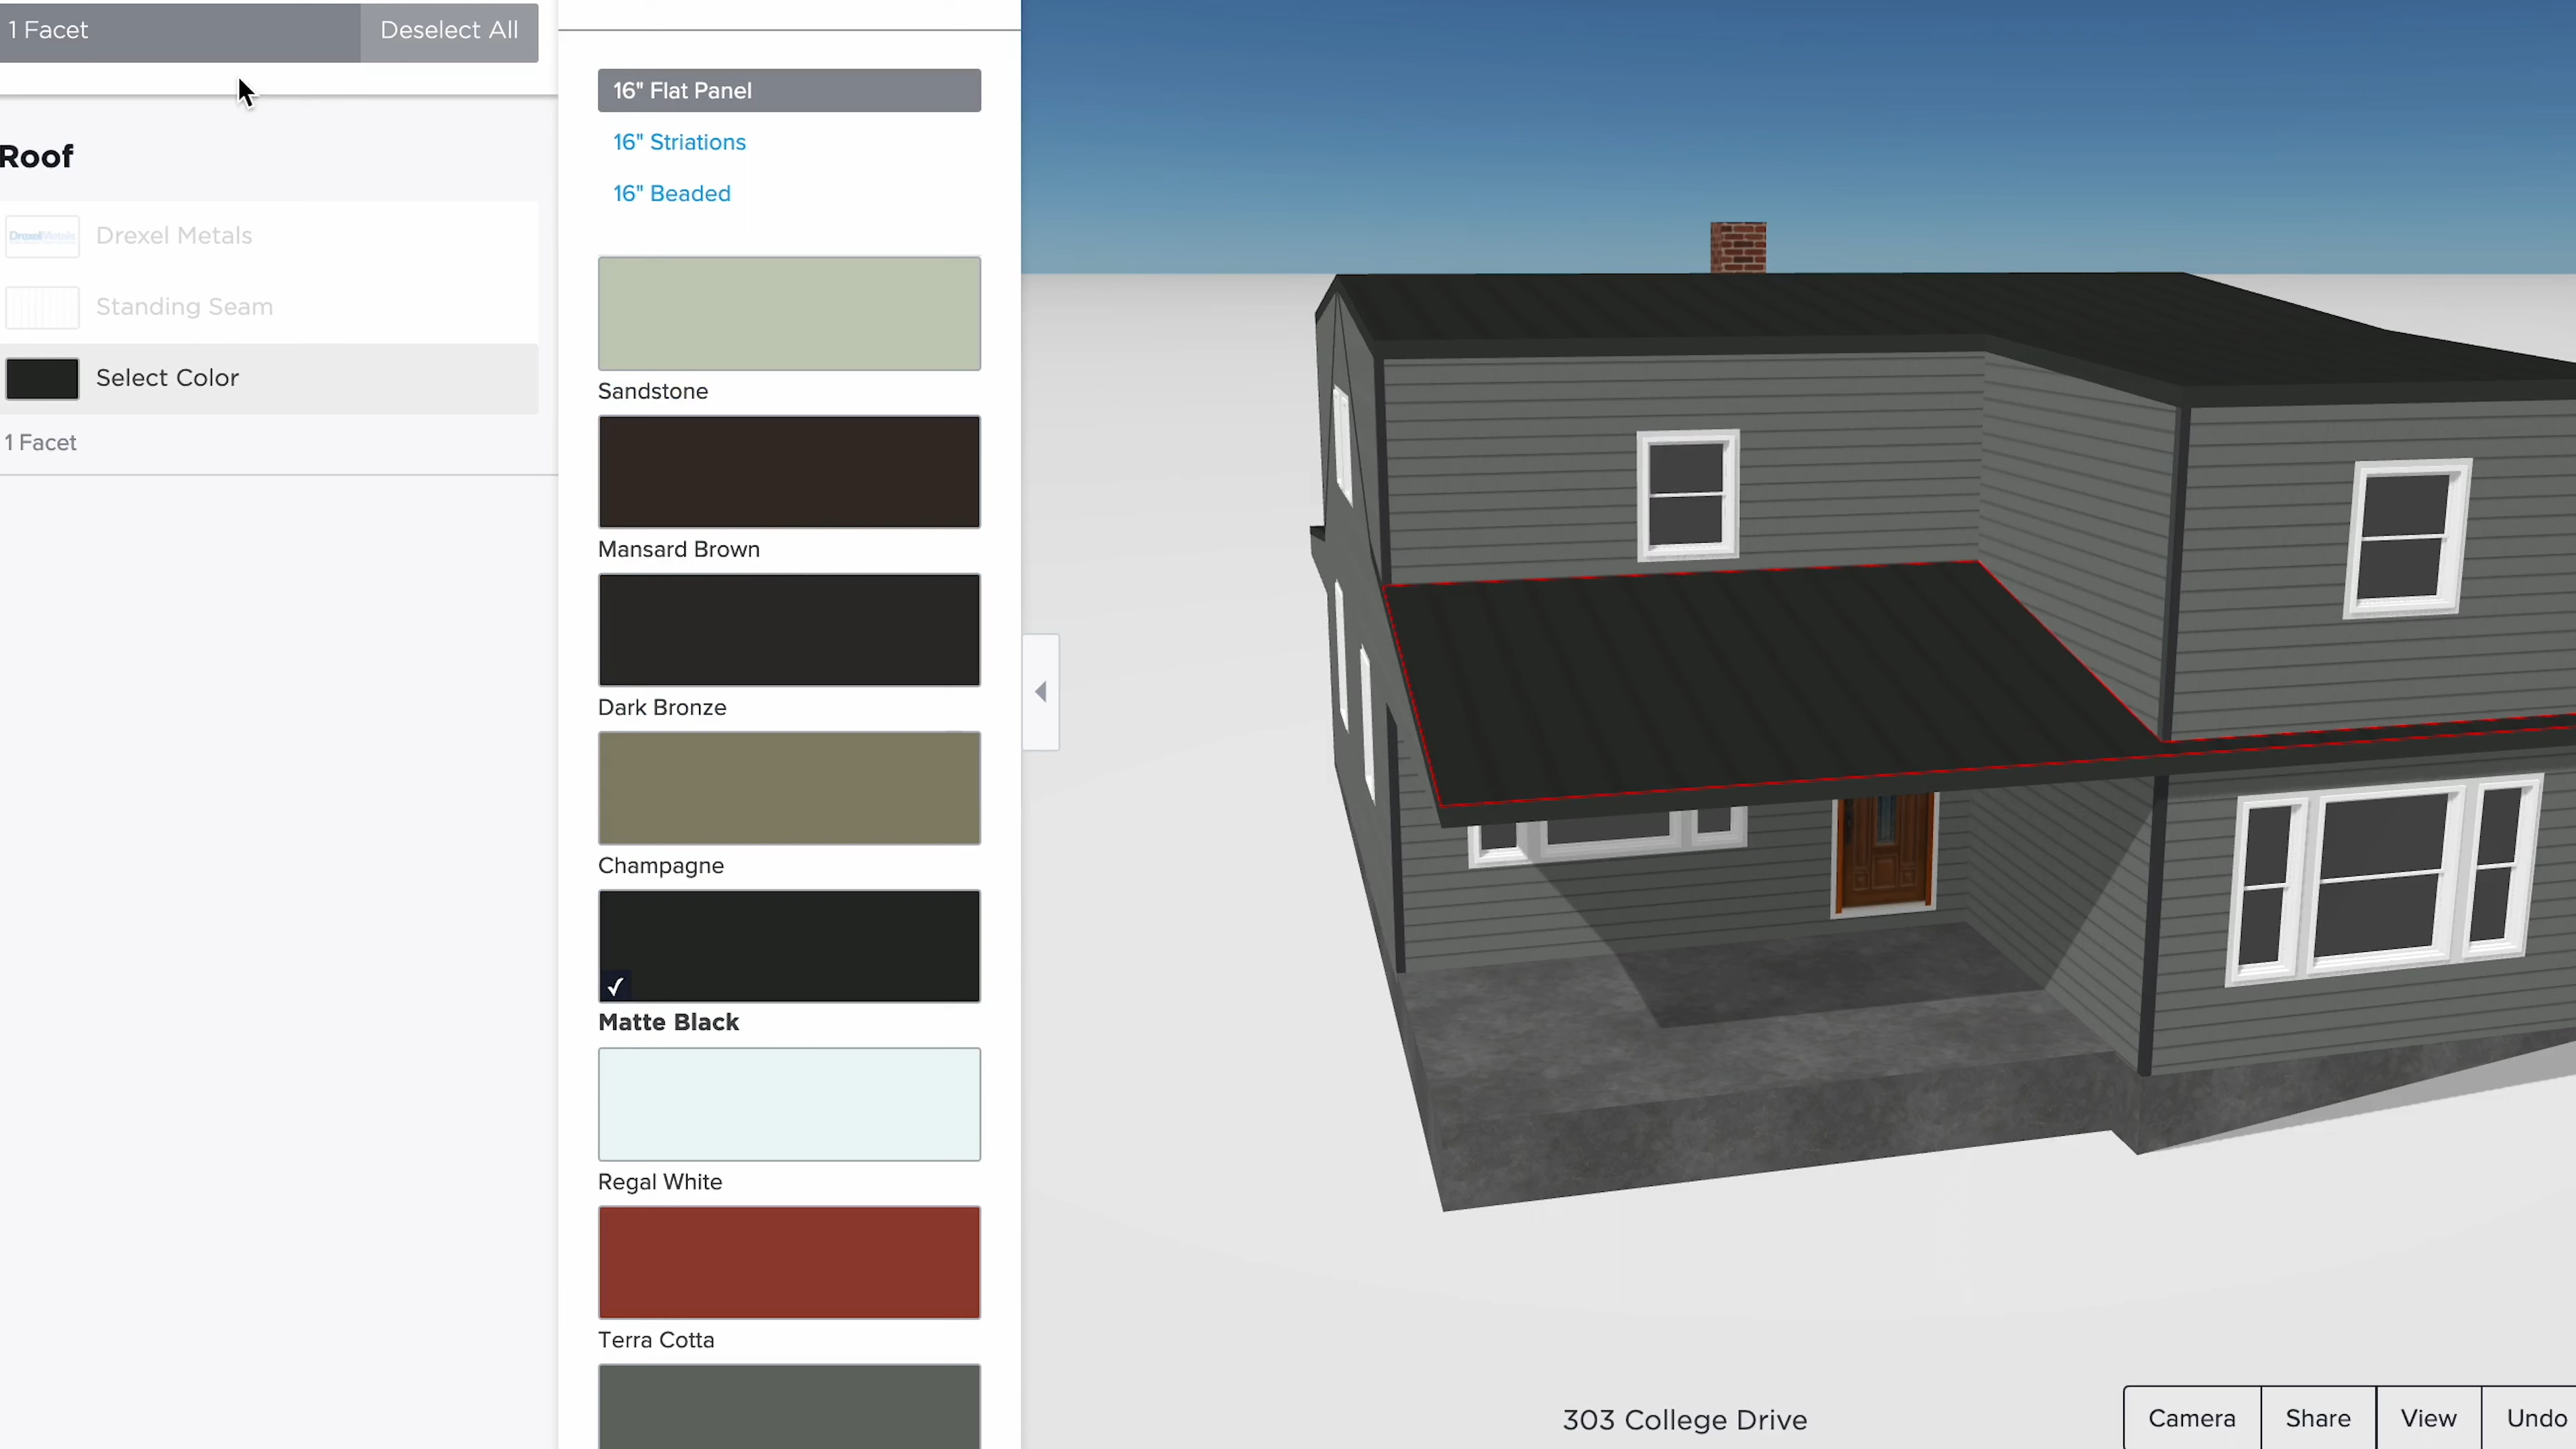 1 Facet
Deselect All
Roof
DrexelMetals
Drexel Metals
Standing Seam
Select Color
1 Facet
16" Flat Panel
16" Striations
16" Beaded
Sandstone
Mansard Brown
Dark Bronze
Champagne
Matte Black
Regal White
Terra Cotta
303 College Drive
Camera
Share
View
Undo